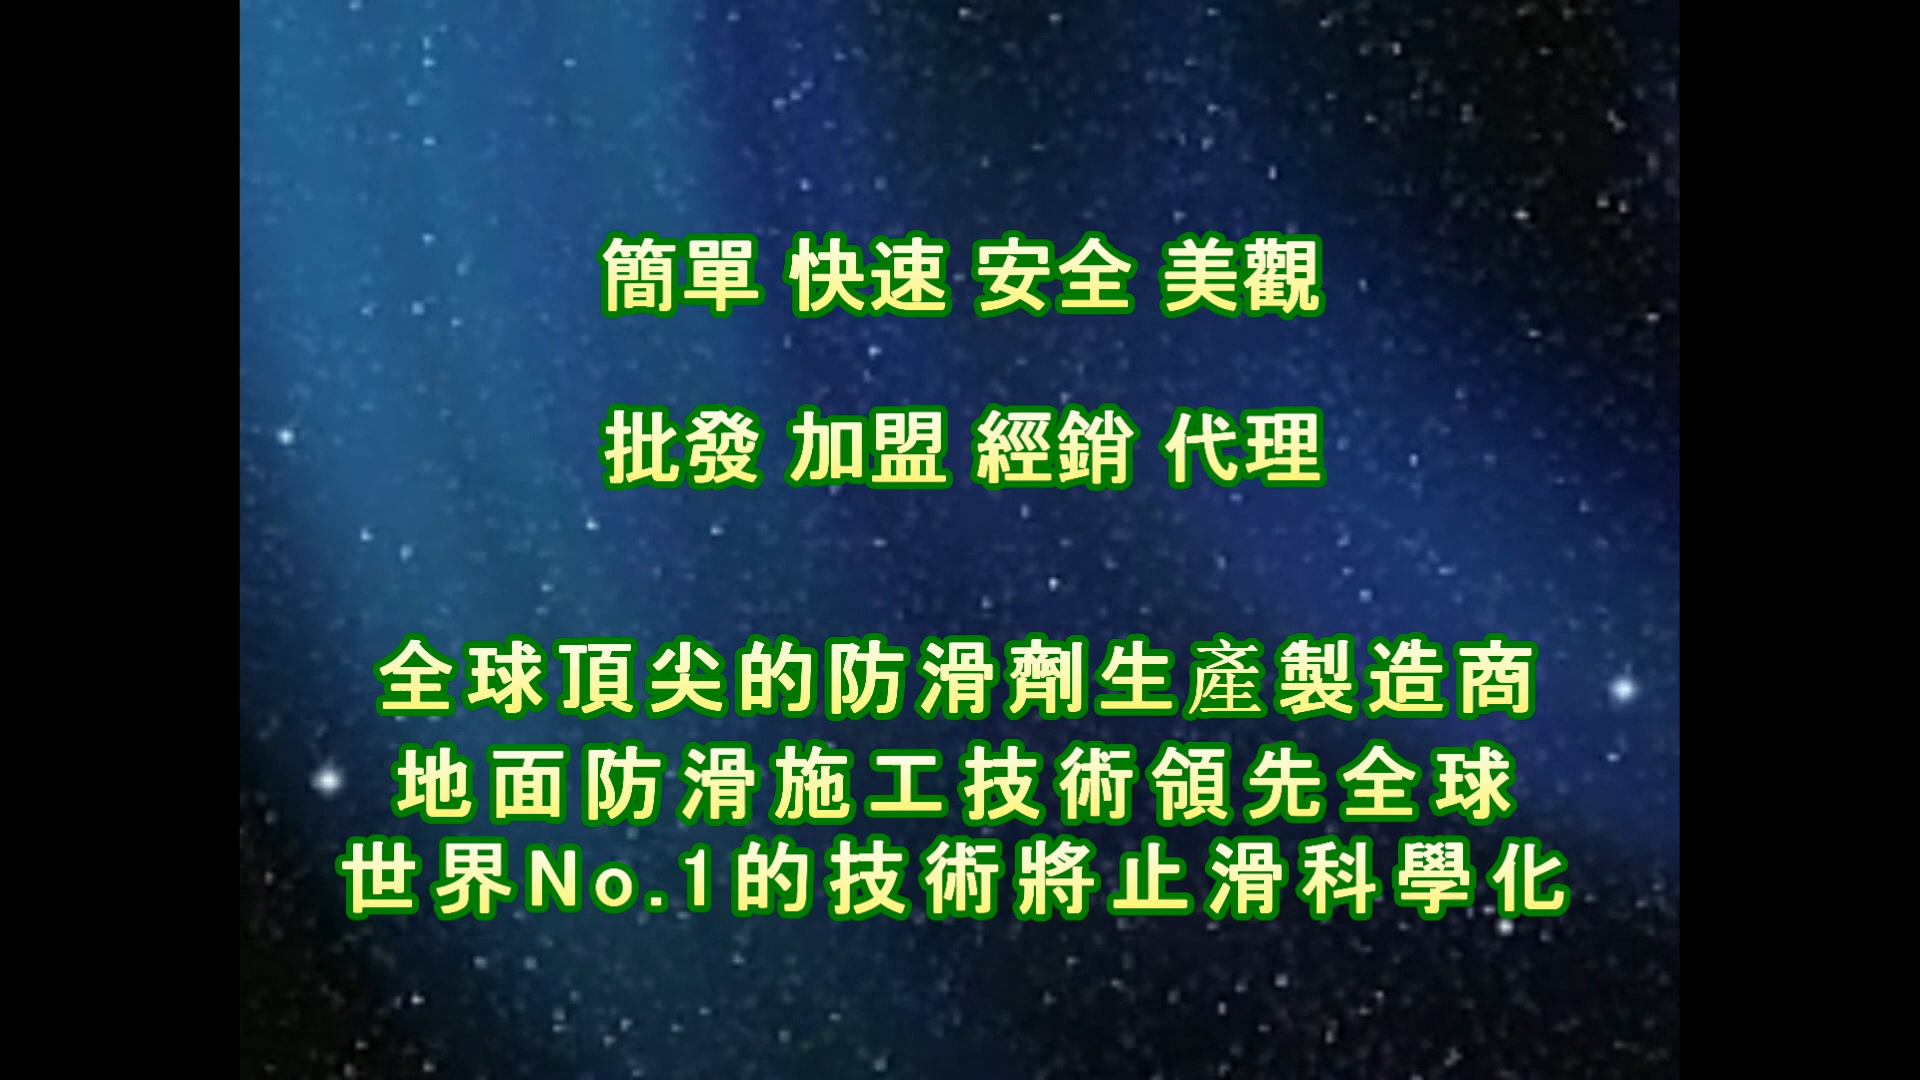 簡單 快速 安全 美觀
批發 加盟 經銷 代理
全球頂尖的防滑劑生產製造商
地面防滑施工技術領先全球
世界No.1的技術將止滑科學化